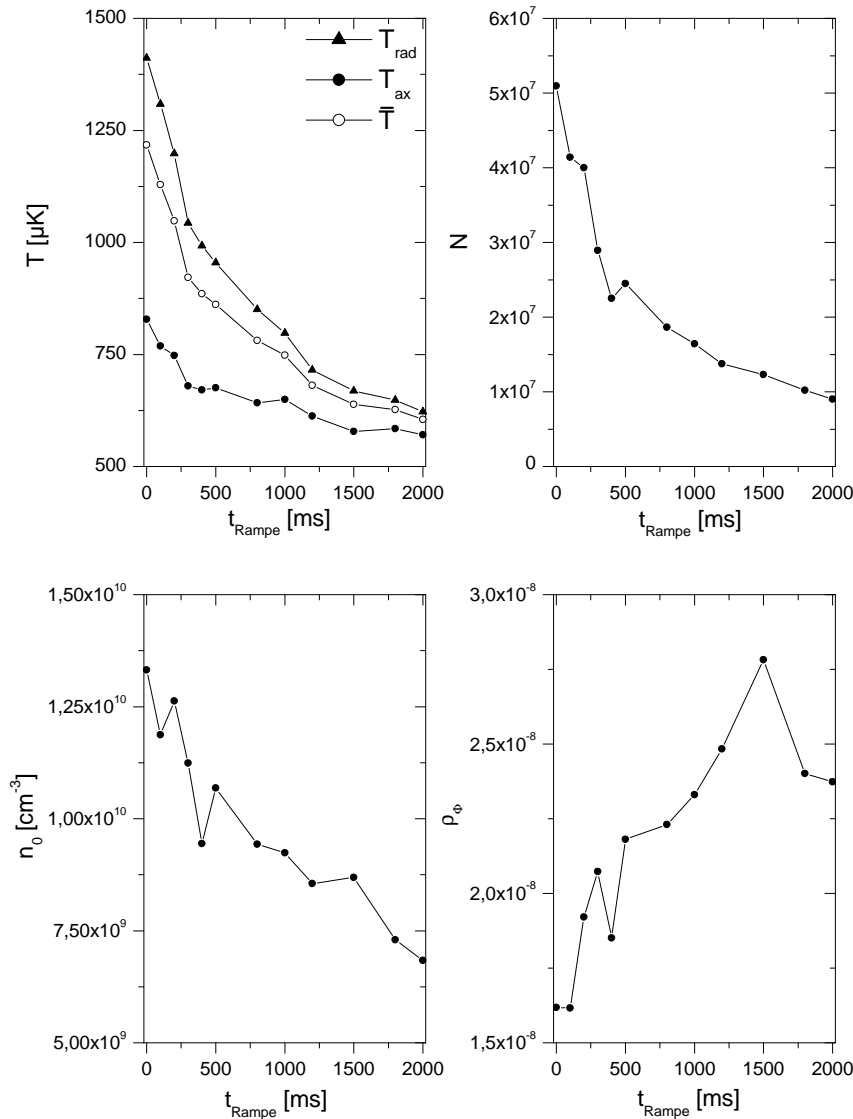 1500
1250
1000
750
500
T [µK]
T_rad
T_ax
T̄
0 500 1000 1500 2000
t_Rampe [ms]
6x10^7
5x10^7
4x10^7
3x10^7
2x10^7
1x10^7
0
N
0 500 1000 1500 2000
t_Rampe [ms]
1,50x10^10
1,25x10^10
1,00x10^10
7,50x10^9
5,00x10^9
n_0 [cm^-3]
0 500 1000 1500 2000
t_Rampe [ms]
3,0x10^-8
2,5x10^-8
2,0x10^-8
1,5x10^-8
ρ_Φ
0 500 1000 1500 2000
t_Rampe [ms]